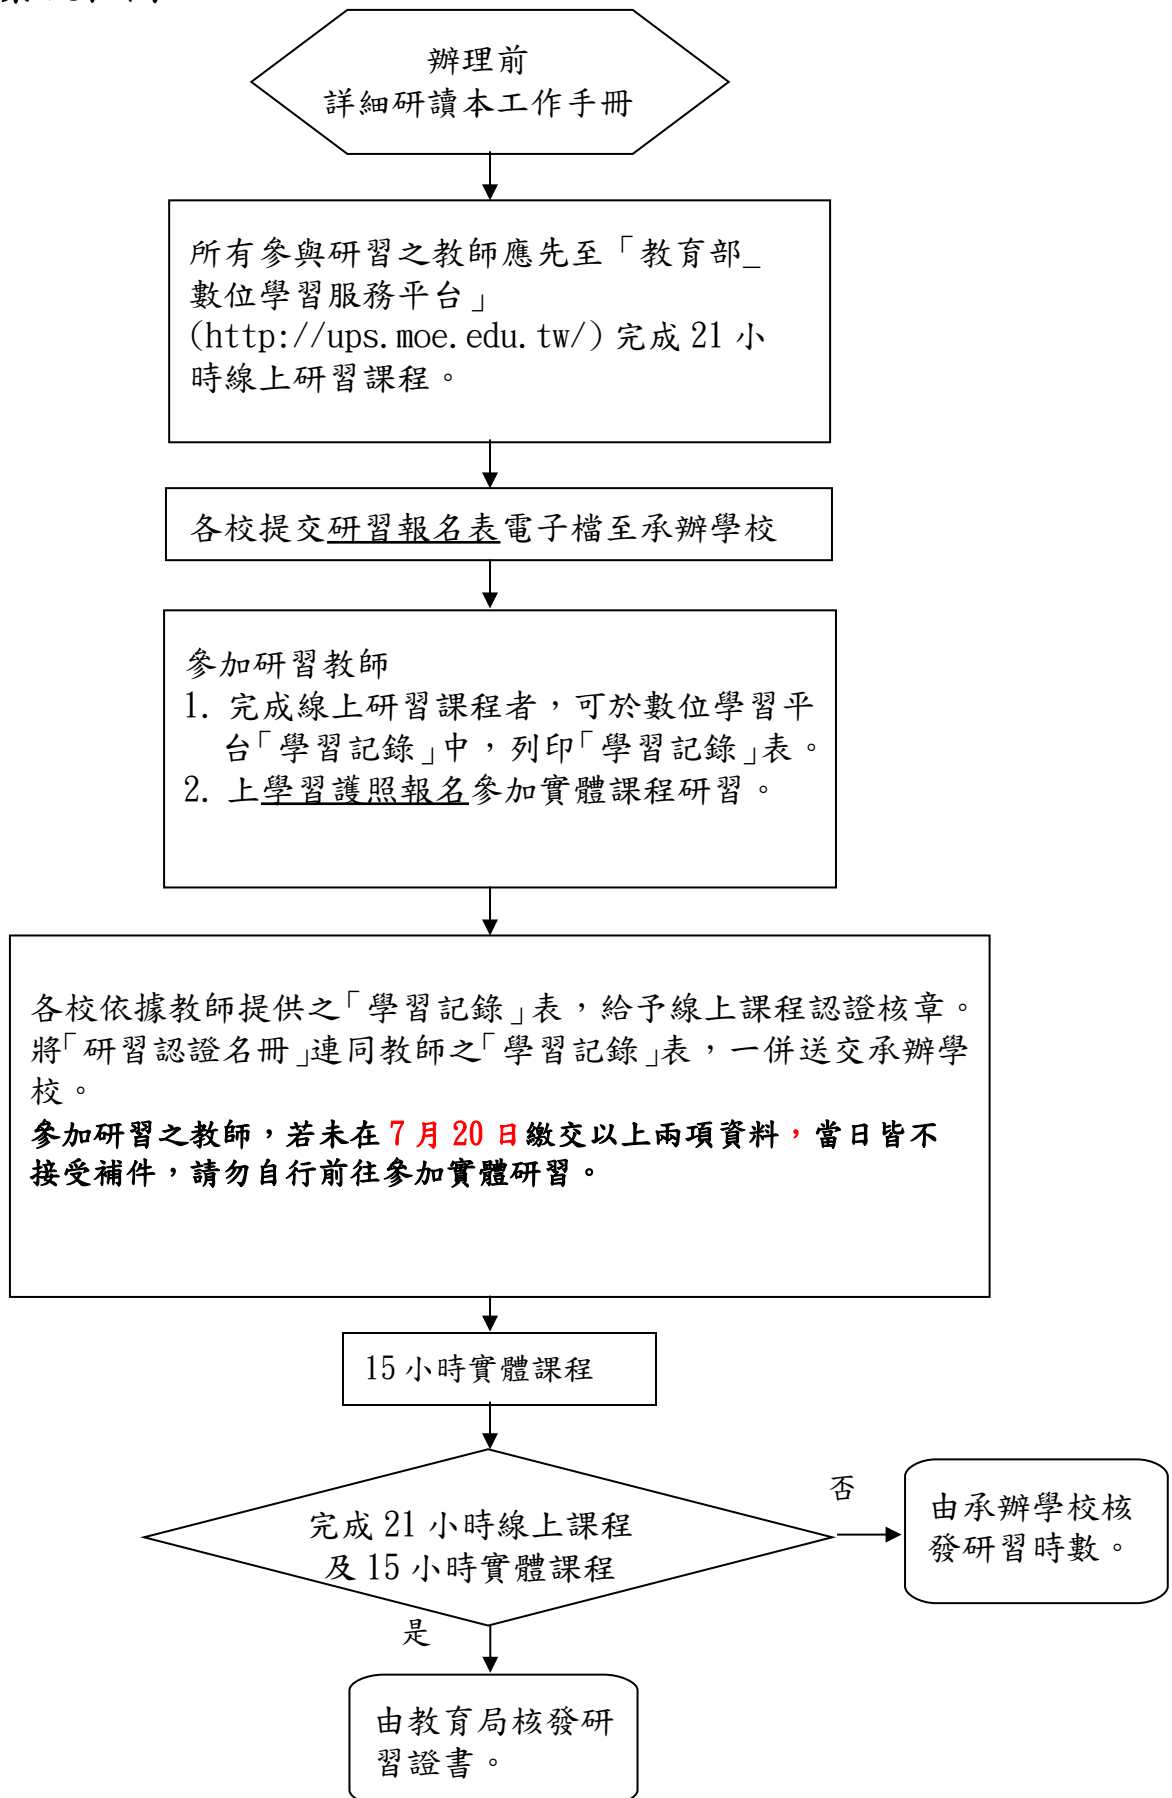 辦理前
詳細研讀本工作手冊
所有參與研習之教師應先至「教育部_
數位學習服務平台」
(http://ups.moe.edu.tw/)完成 21 小
時線上研習課程。
各校提交研習報名表電子檔至承辦學校
參加研習教師
1. 完成線上研習課程者，可於數位學習平
台「學習記錄」中，列印「學習記錄」表。
2. 上學習護照報名參加實體課程研習。
各校依據教師提供之「學習記錄」表，給予線上課程認證核章。
將「研習認證名冊」連同教師之「學習記錄」表，一併送交承辦學
校。
參加研習之教師，若未在 7 月 20 日繳交以上兩項資料，當日皆不
接受補件，請勿自行前往參加實體研習。
15 小時實體課程
完成 21 小時線上課程
及 15 小時實體課程
否
由承辦學校核
發研習時數。
是
由教育局核發研
習證書。